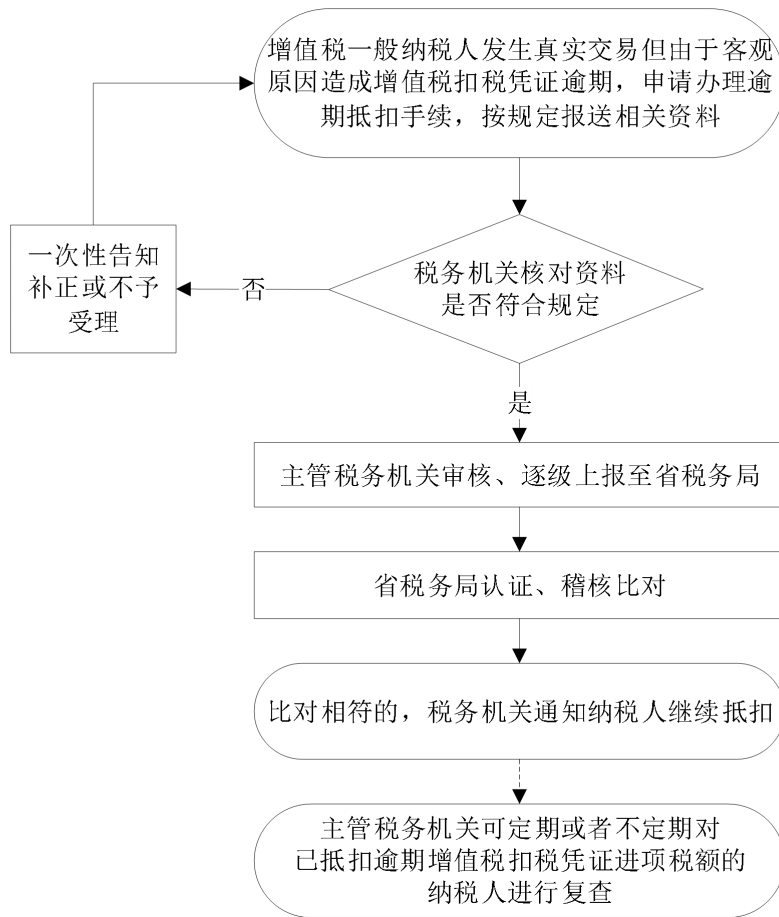 增值税一般纳税人发生真实交易但由于客观
原因造成增值税扣税凭证逾期，申请办理逾
期抵扣手续，按规定报送相关资料
税务机关核对资料
是否符合规定
否
一次性告知
补正或不予
受理
是
主管税务机关审核、逐级上报至省税务局
省税务局认证、稽核比对
比对相符的，税务机关通知纳税人继续抵扣
主管税务机关可定期或者不定期对
已抵扣逾期增值税扣税凭证进项税额的
纳税人进行复查